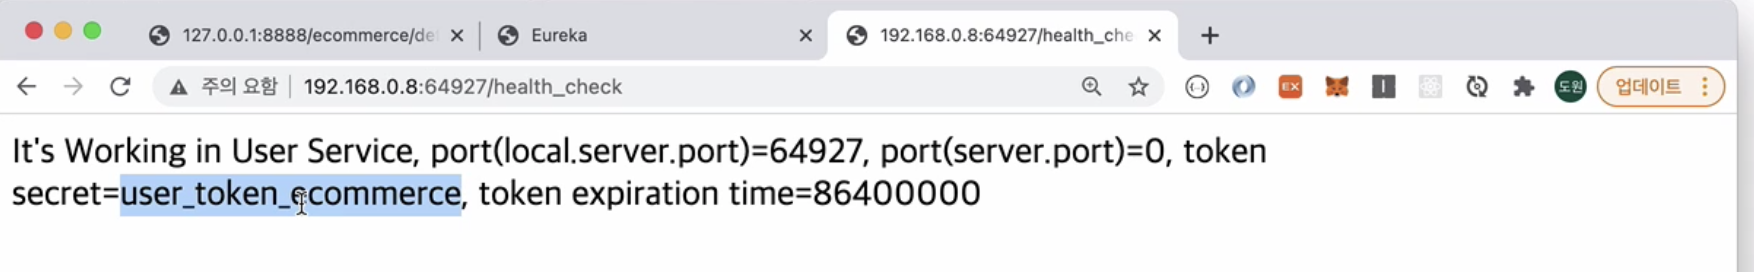 127.0.0.1:8888/ecommerce/de
Eureka
192.168.0.8:64927/health_che
주의 요함
192.168.0.8:64927/health_check
EX
도원
업데이트
It's Working in User Service, port(local.server.port)=64927, port(server.port)=0, token
secret=user_token_ecommerce, token expiration time=86400000